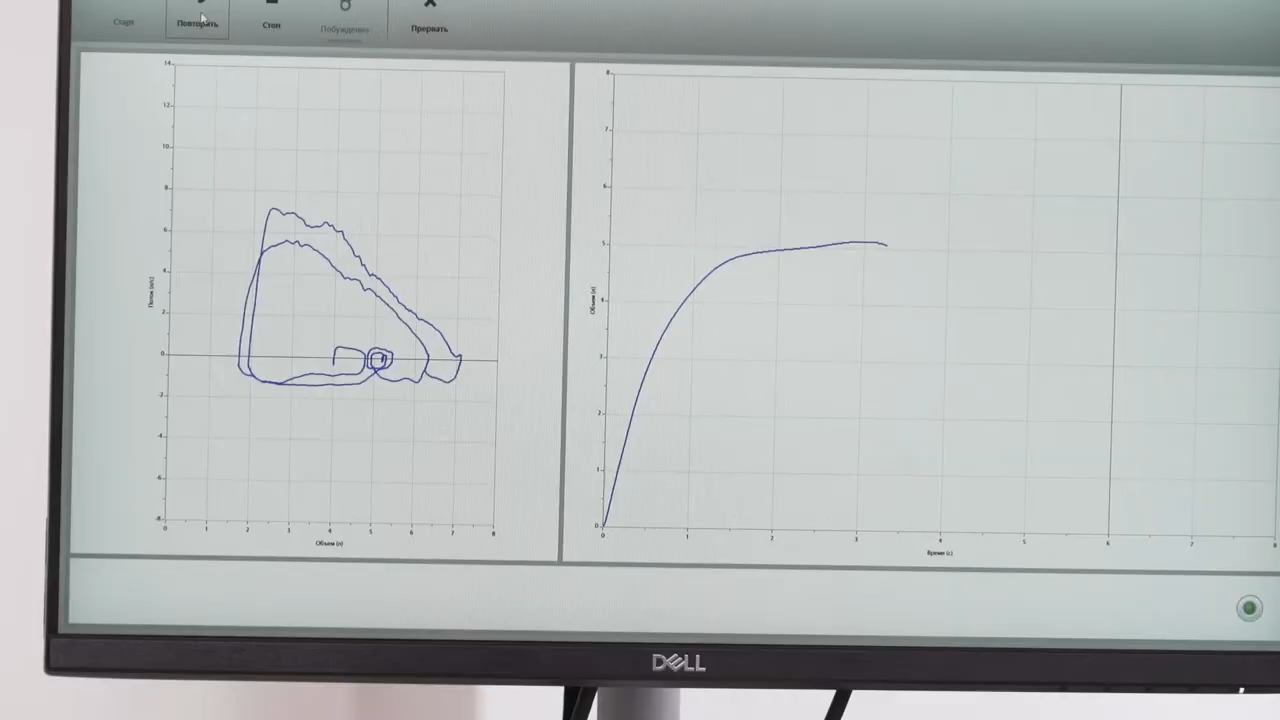 Старт Повторить Стоп Побуждение Прервать
14
12
10
8
6
4
2
0
-2
-4
-6
-8
Поток (л/с)
0 1 2 3 4 5 6 7 8
Объем (л)
8
7
6
5
4
3
2
1
0
Объем (л)
0 1 2 3 4 5 6 7 8
Время (с)
DELL